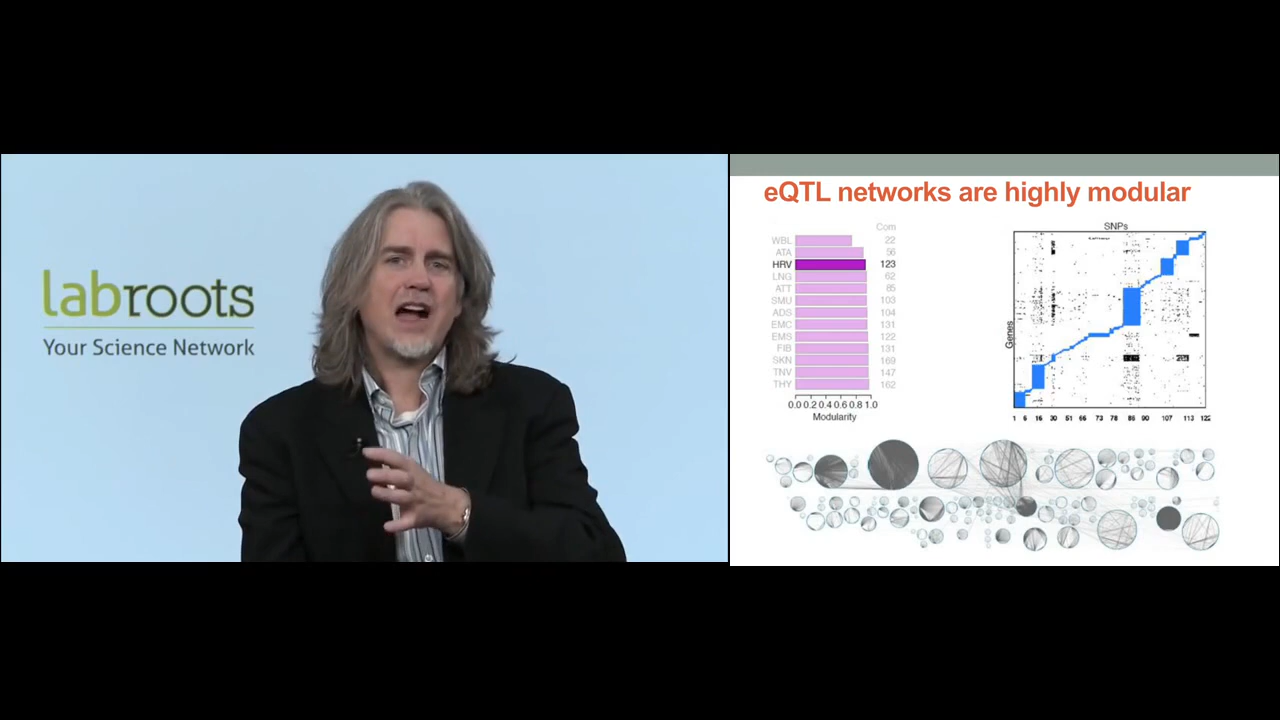 labroots
Your Science Network
eQTL networks are highly modular
Com
WBL 22
ATA 56
HRV 123
LNG 62
ATT 85
SMU 103
ADS 104
EMC 131
EMS 122
FIB 131
SKN 169
TNV 147
THY 162
0.0 0.2 0.4 0.6 0.8 1.0
Modularity
SNPs
Genes
1 6 16 30 51 66 73 78 86 90 107 113 122